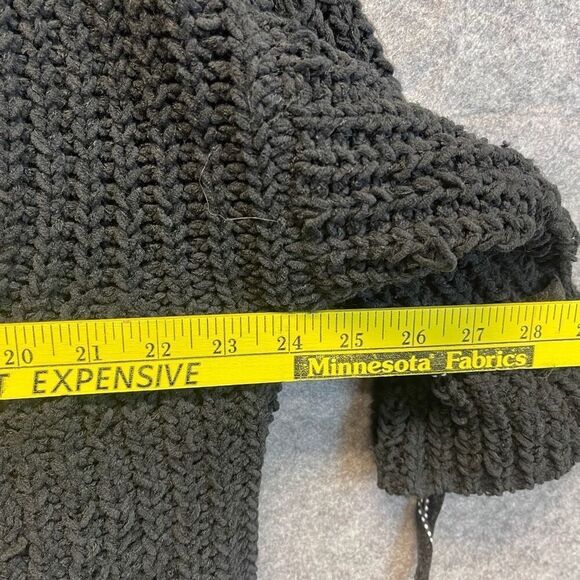 20 21 22 23 24 25 26 27 28
T EXPENSIVE Minnesota Fabrics